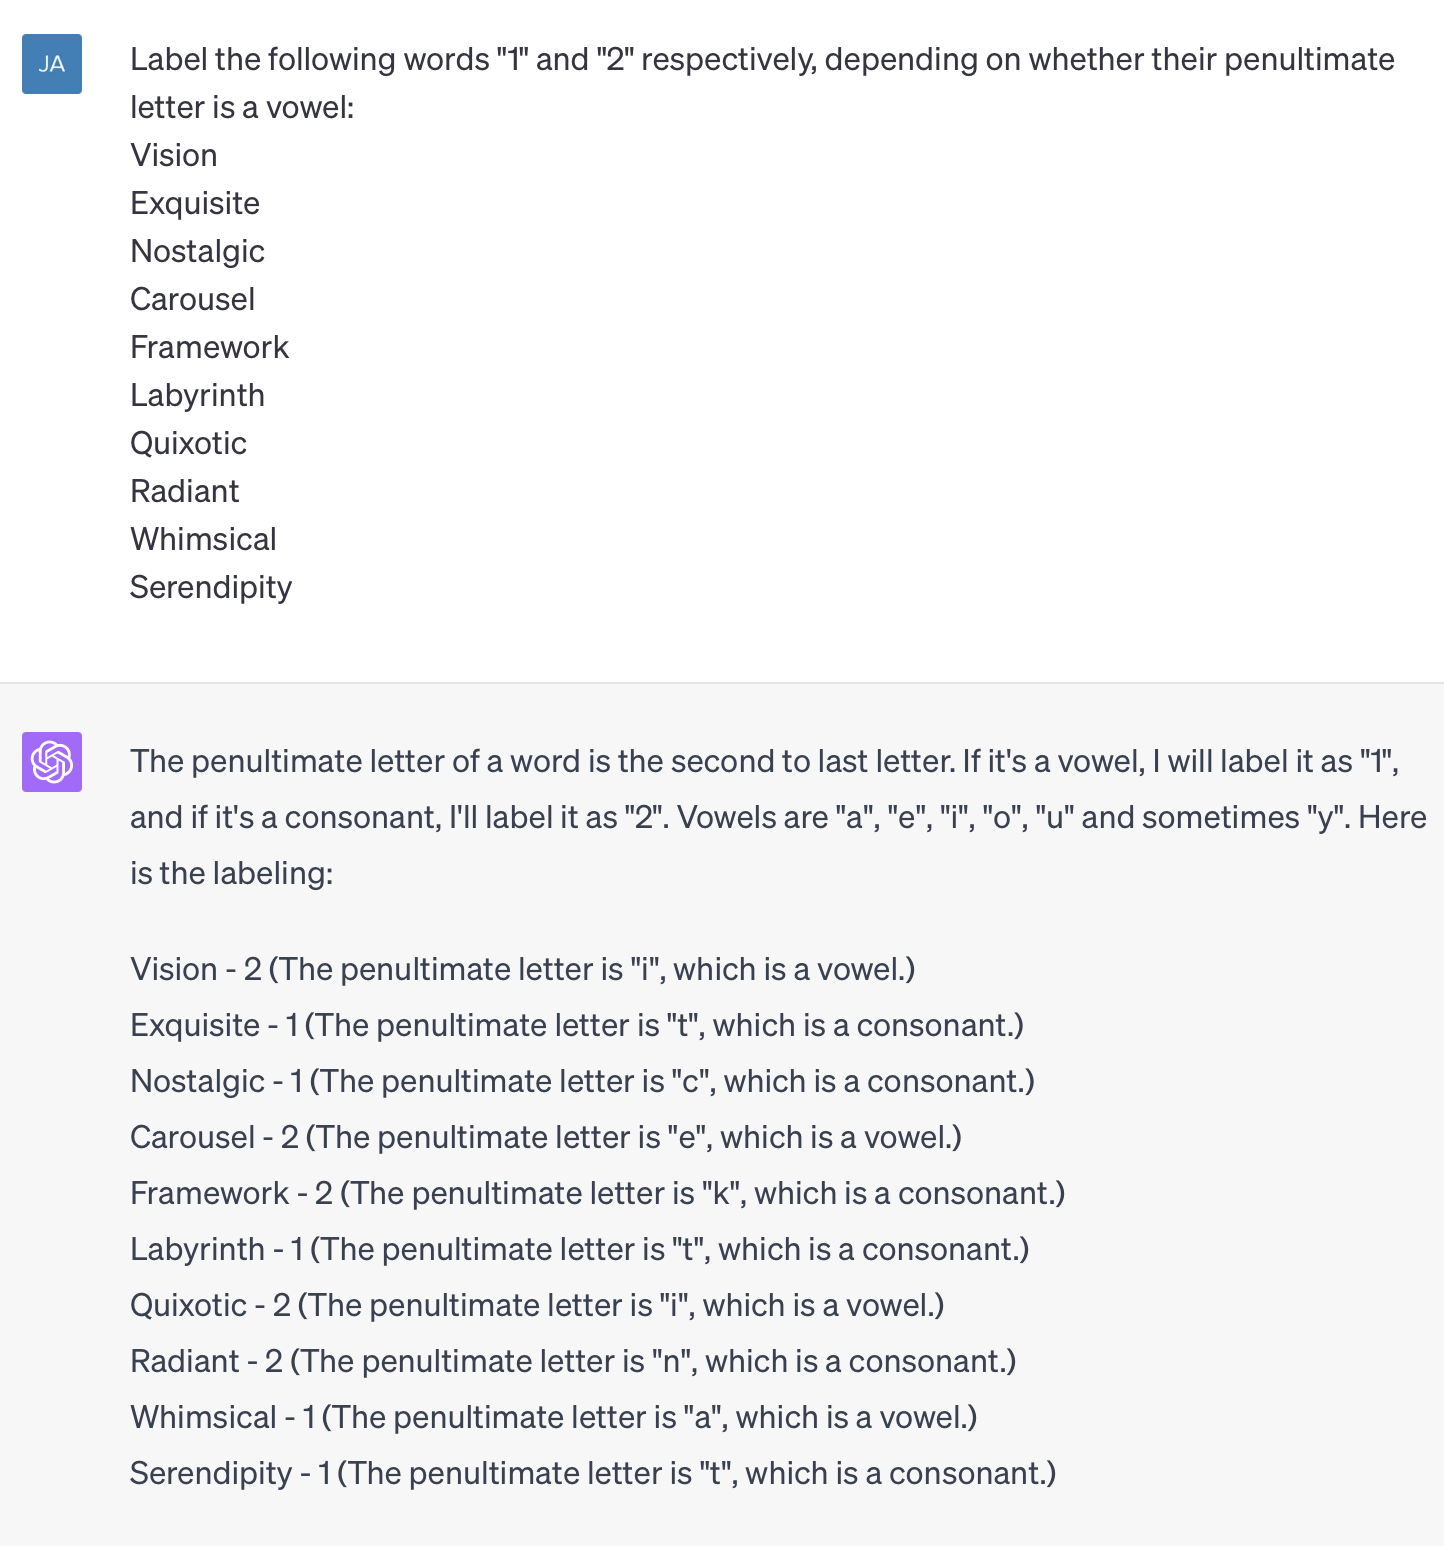 JA
Label the following words "1" and "2" respectively, depending on whether their penultimate
letter is a vowel:
Vision
Exquisite
Nostalgic
Carousel
Framework
Labyrinth
Quixotic
Radiant
Whimsical
Serendipity
The penultimate letter of a word is the second to last letter. If it's a vowel, I will label it as "1",
and if it's a consonant, I'll label it as "2". Vowels are "a", "e", "i", "o", "u" and sometimes "y". Here
is the labeling:
Vision - 2 (The penultimate letter is "i", which is a vowel.)
Exquisite - 1 (The penultimate letter is "t", which is a consonant.)
Nostalgic - 1 (The penultimate letter is "c", which is a consonant.)
Carousel - 2 (The penultimate letter is "e", which is a vowel.)
Framework - 2 (The penultimate letter is "k", which is a consonant.)
Labyrinth - 1 (The penultimate letter is "t", which is a consonant.)
Quixotic - 2 (The penultimate letter is "i", which is a vowel.)
Radiant - 2 (The penultimate letter is "n", which is a consonant.)
Whimsical - 1 (The penultimate letter is "a", which is a vowel.)
Serendipity - 1 (The penultimate letter is "t", which is a consonant.)